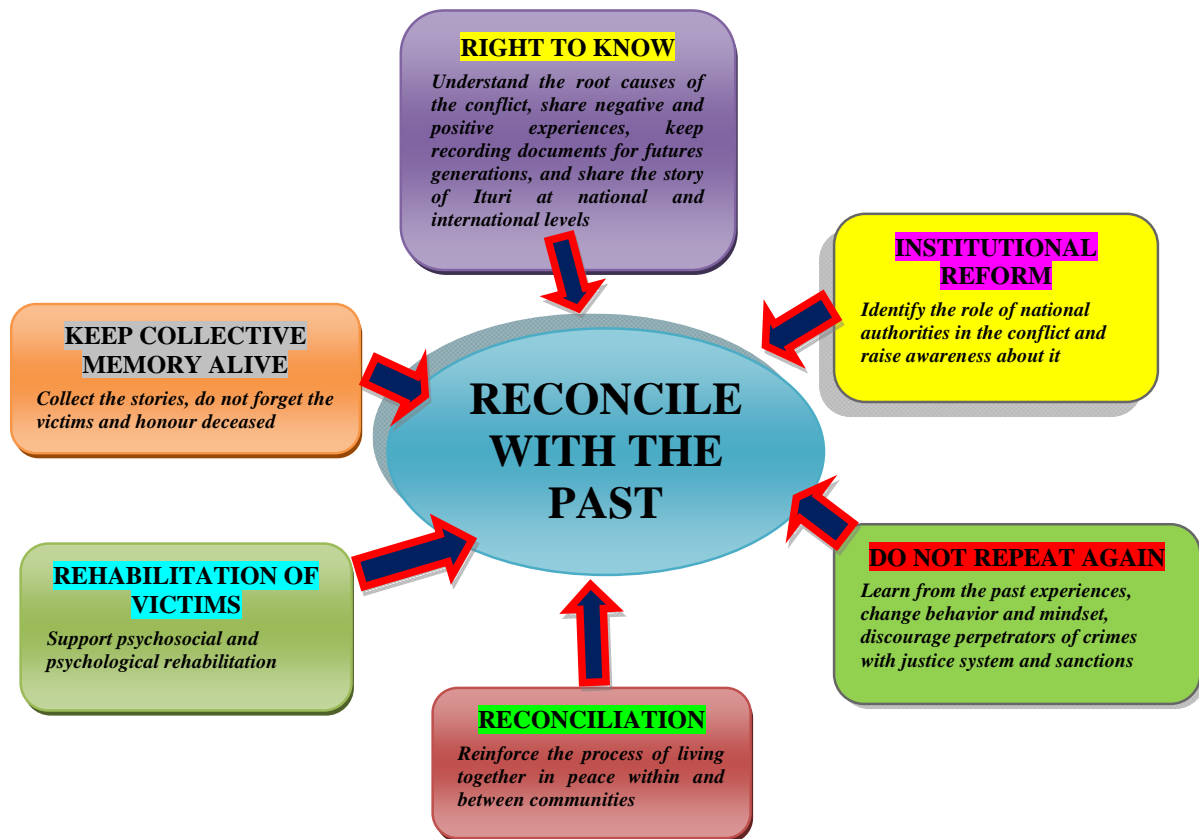 RIGHT TO KNOW
Understand the root causes of
the conflict, share negative and
positive experiences, keep
recording documents for futures
generations, and share the story
of Ituri at national and
international levels
INSTITUTIONAL
REFORM
Identify the role of national
authorities in the conflict and
raise awareness about it
KEEP COLLECTIVE
MEMORY ALIVE
Collect the stories, do not forget the
victims and honour deceased
RECONCILE
WITH THE
PAST
REHABILITATION OF
VICTIMS
Support psychosocial and
psychological rehabilitation
DO NOT REPEAT AGAIN
Learn from the past experiences,
change behavior and mindset,
discourage perpetrators of crimes
with justice system and sanctions
RECONCILIATION
Reinforce the process of living
together in peace within and
between communities